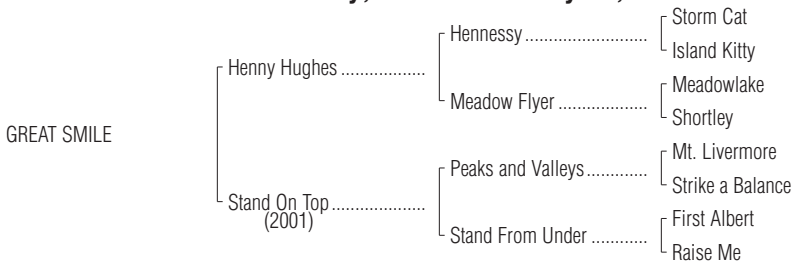 Storm Cat
Hennessy ......................
Island Kitty
Henny Hughes ..................
Meadowlake
Meadow Flyer ...................
Shortley
GREAT SMILE
Mt. Livermore
Peaks and Valleys.............
Strike a Balance
Stand On Top....................
(2001)
First Albert
Stand From Under ............
Raise Me